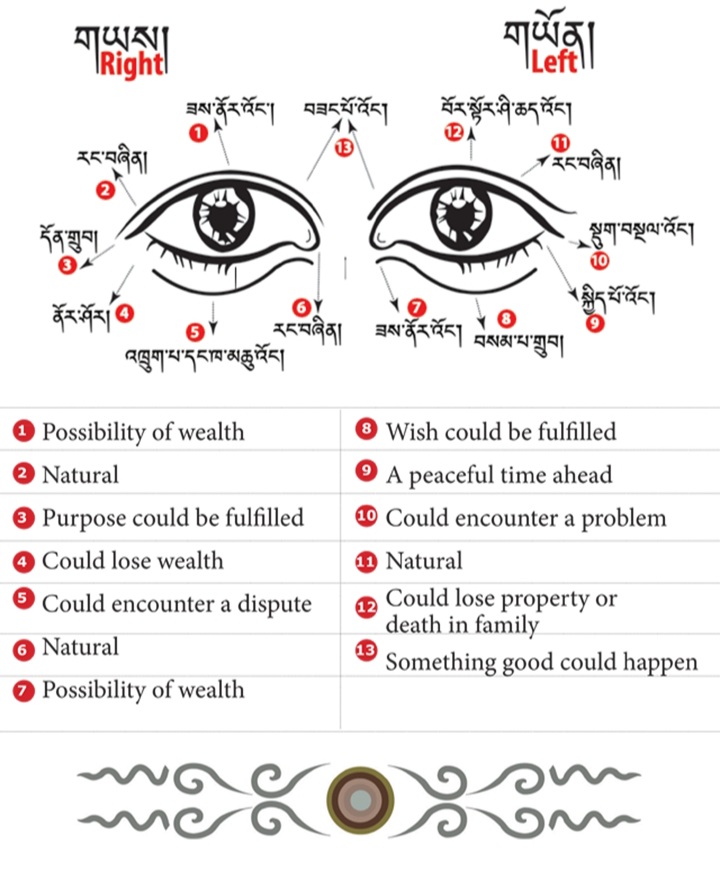 གཡས།
Right
གཡོན།
Left
ཟས་ནོར་འོང་།
1
བཟང་པོ་འོང་།
13
བོར་སྟོར་ཤི་ཆད་འོང་།
12
11
རང་བཞིན།
རང་བཞིན།
2
དོན་གྲུབ།
3
སྡུག་བསྔལ་འོང་།
10
སྐྱིད་པོ་འོང་།
9
ནོར་ཤོར།
4
5
འཁྲུག་པ་དང་ཁ་མཆུ་འོང་།
6
རང་བཞིན།
7
ཟས་ནོར་འོང་།
8
བསམ་པ་གྲུབ།
1 Possibility of wealth
2 Natural
3 Purpose could be fulfilled
4 Could lose wealth
5 Could encounter a dispute
6 Natural
7 Possibility of wealth
8 Wish could be fulfilled
9 A peaceful time ahead
10 Could encounter a problem
11 Natural
12 Could lose property or
death in family
13 Something good could happen